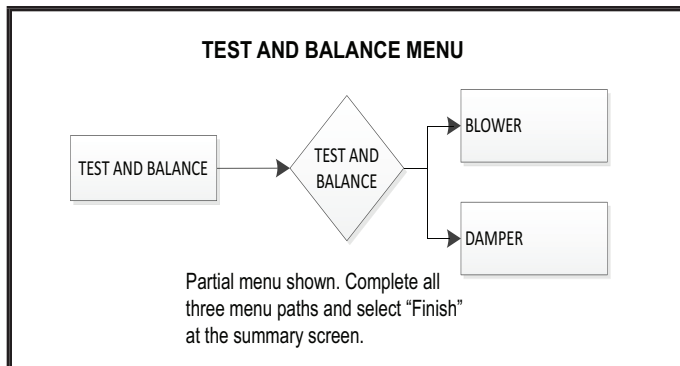 TEST AND BALANCE MENU
TEST AND BALANCE
TEST AND
BALANCE
BLOWER
DAMPER
Partial menu shown. Complete all
three menu paths and select “Finish”
at the summary screen.